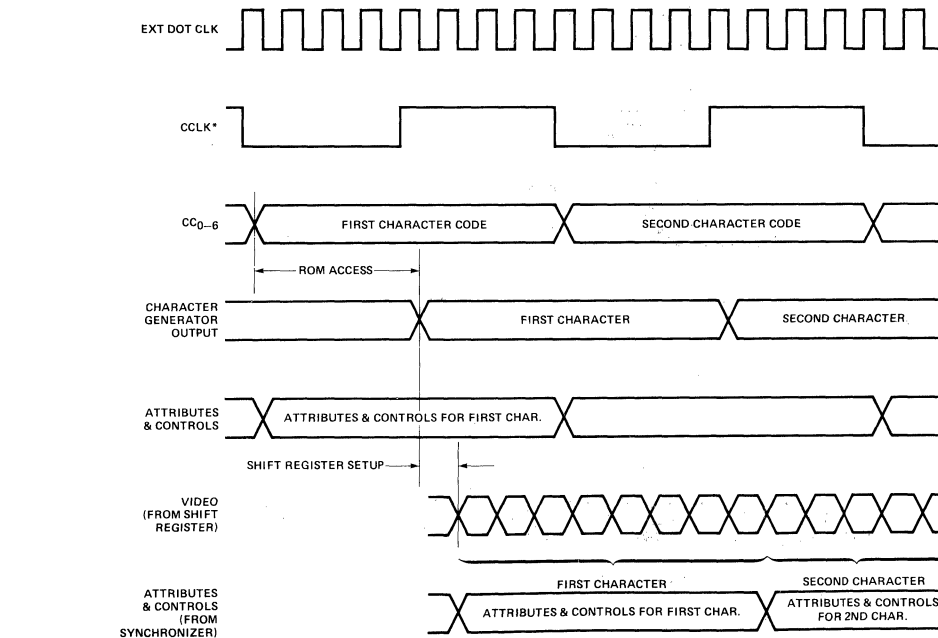 EXT DOT CLK
CCLK*
CC0–6
FIRST CHARACTER CODE
SECOND CHARACTER CODE
ROM ACCESS
CHARACTER
GENERATOR
OUTPUT
FIRST CHARACTER
SECOND CHARACTER
ATTRIBUTES
& CONTROLS
ATTRIBUTES & CONTROLS FOR FIRST CHAR.
SHIFT REGISTER SETUP
VIDEO
(FROM SHIFT
REGISTER)
FIRST CHARACTER
SECOND CHARACTER
ATTRIBUTES
& CONTROLS
(FROM
SYNCHRONIZER)
ATTRIBUTES & CONTROLS FOR FIRST CHAR.
ATTRIBUTES & CONTROLS
FOR 2ND CHAR.